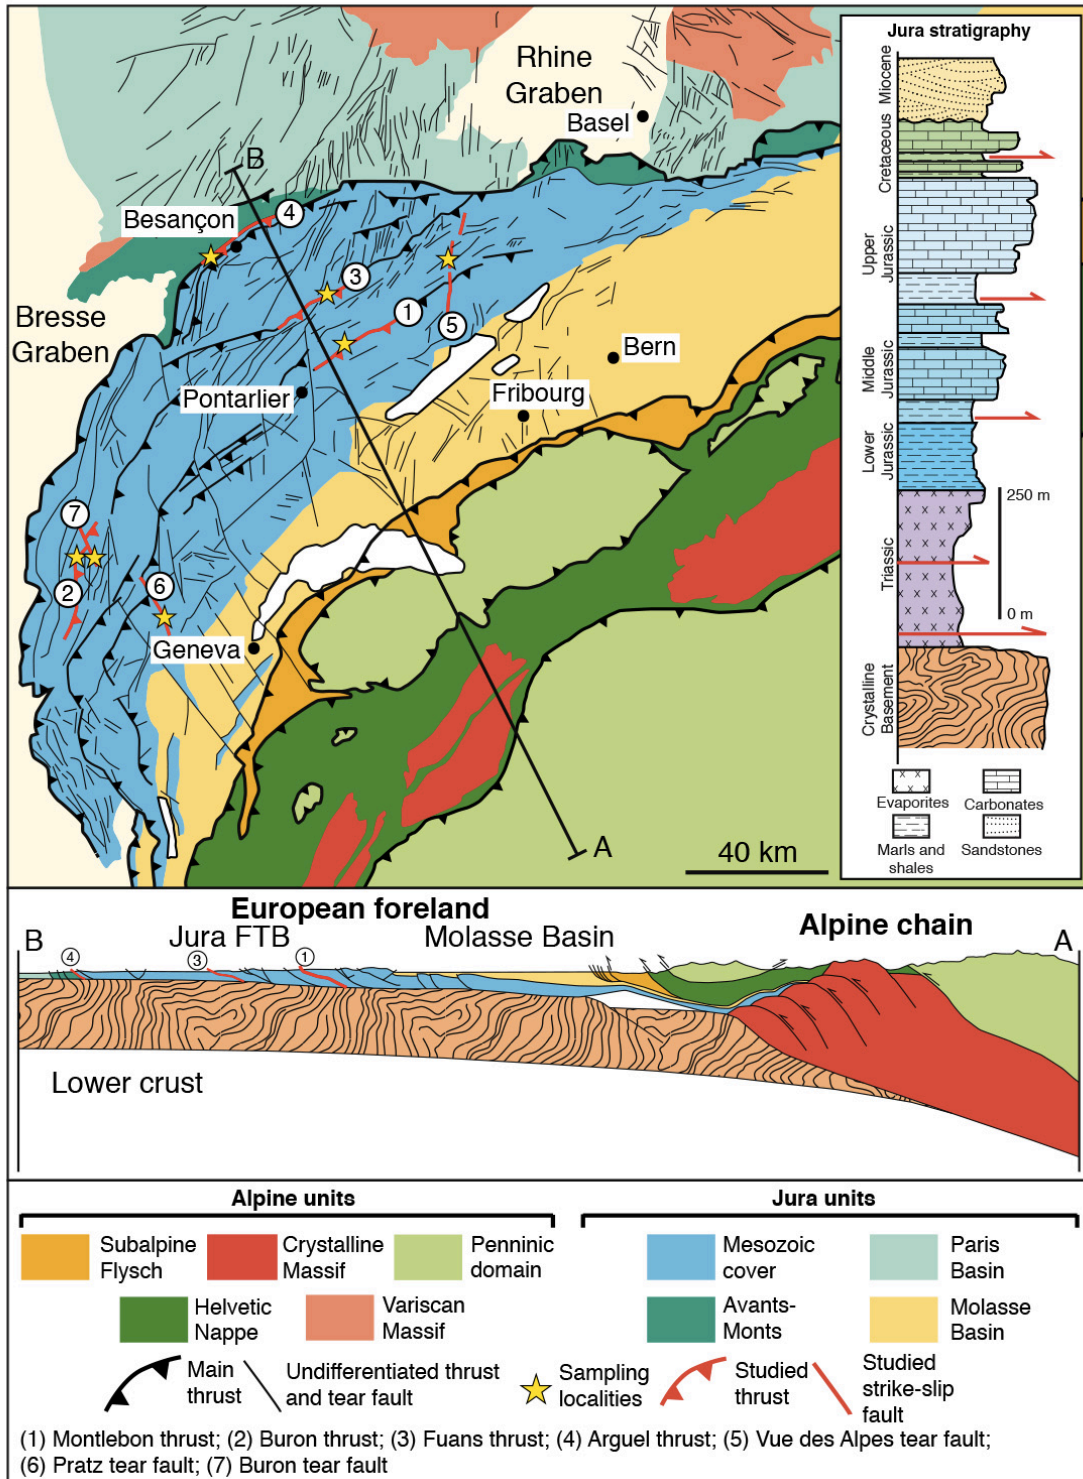 Rhine
Graben
Basel
B
Besançon
4
3
1
5
Bresse
Graben
Pontarlier
Bern
Fribourg
7
2
6
Geneva
A
40 km
Jura stratigraphy
Miocene
Cretaceous
Upper
Jurassic
Middle
Jurassic
Lower
Jurassic
Triassic
Crystalline
Basement
250 m
0 m
Evaporites
Carbonates
Marls and
shales
Sandstones
European foreland
Alpine chain
B
Jura FTB
Molasse Basin
A
4
3
1
Lower crust
Alpine units
Jura units
Subalpine
Flysch
Crystalline
Massif
Penninic
domain
Mesozoic
cover
Paris
Basin
Helvetic
Nappe
Variscan
Massif
Avants-
Monts
Molasse
Basin
Main
thrust
Undifferentiated thrust
and tear fault
Sampling
localities
Studied
thrust
Studied
strike-slip
fault
(1) Montlebon thrust; (2) Buron thrust; (3) Fuans thrust; (4) Arguel thrust; (5) Vue des Alpes tear fault;
(6) Pratz tear fault; (7) Buron tear fault